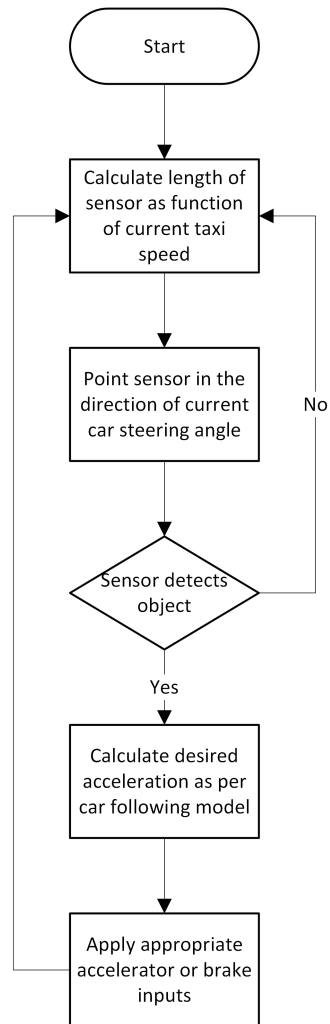 Start
Calculate length of
sensor as function
of current taxi
speed
Point sensor in the
direction of current
car steering angle
No
Sensor detects
object
Yes
Calculate desired
acceleration as per
car following model
Apply appropriate
accelerator or brake
inputs